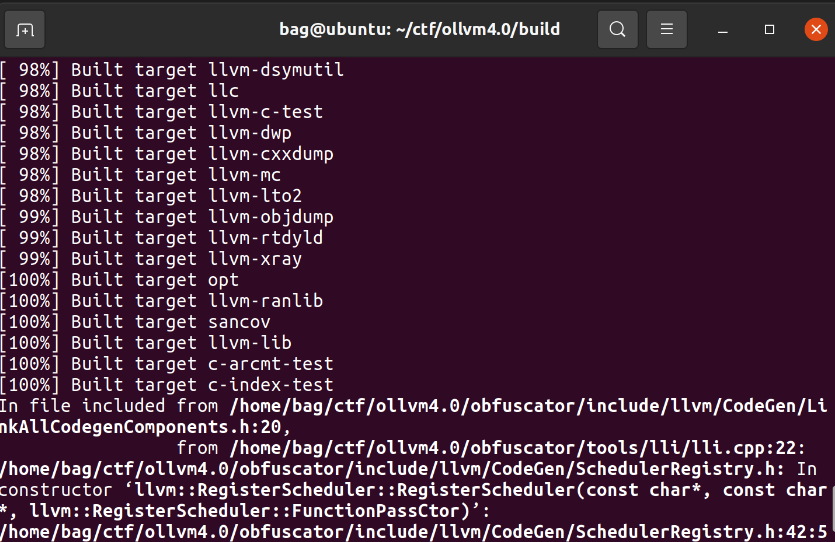 bag@ubuntu: ~/ctf/ollvm4.0/build
[ 98%] Built target llvm-dsymutil
[ 98%] Built target llc
[ 98%] Built target llvm-c-test
[ 98%] Built target llvm-dwp
[ 98%] Built target llvm-cxxdump
[ 98%] Built target llvm-mc
[ 98%] Built target llvm-lto2
[ 99%] Built target llvm-objdump
[ 99%] Built target llvm-rtdyld
[ 99%] Built target llvm-xray
[100%] Built target opt
[100%] Built target llvm-ranlib
[100%] Built target sancov
[100%] Built target llvm-lib
[100%] Built target c-arcmt-test
[100%] Built target c-index-test
In file included from /home/bag/ctf/ollvm4.0/obfuscator/include/llvm/CodeGen/Li
nkAllCodegenComponents.h:20,
from /home/bag/ctf/ollvm4.0/obfuscator/tools/lli/lli.cpp:22:
/home/bag/ctf/ollvm4.0/obfuscator/include/llvm/CodeGen/SchedulerRegistry.h: In
constructor ‘llvm::RegisterScheduler::RegisterScheduler(const char*, const char
*, llvm::RegisterScheduler::FunctionPassCtor)’:
/home/bag/ctf/ollvm4.0/obfuscator/include/llvm/CodeGen/SchedulerRegistry.h:42:5